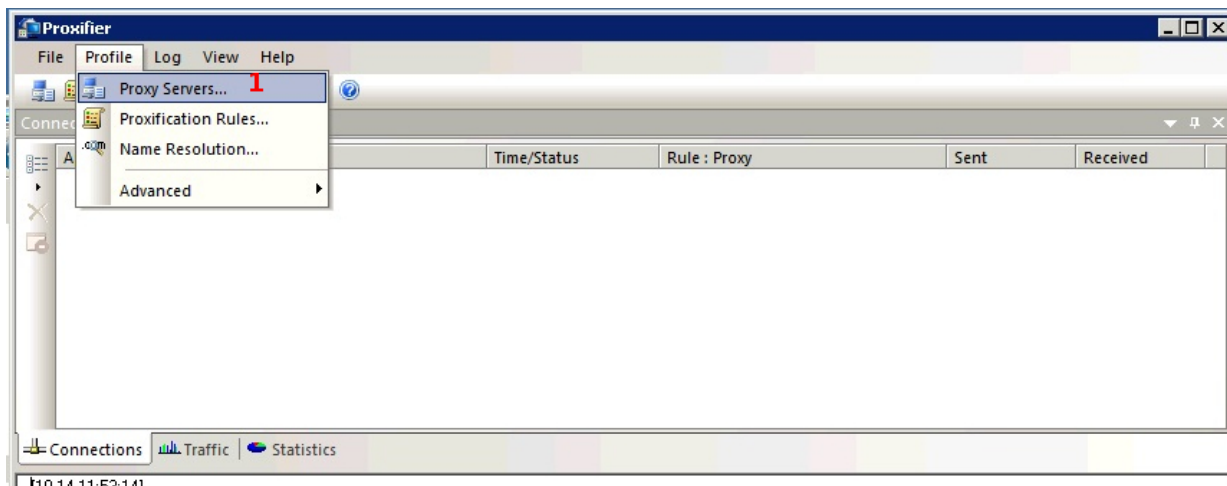 Proxifier
File Profile Log View Help
Proxy Servers... 1
Proxification Rules...
.com Name Resolution...
Advanced
Connec
A
Time/Status Rule : Proxy Sent Received
Connections Traffic Statistics